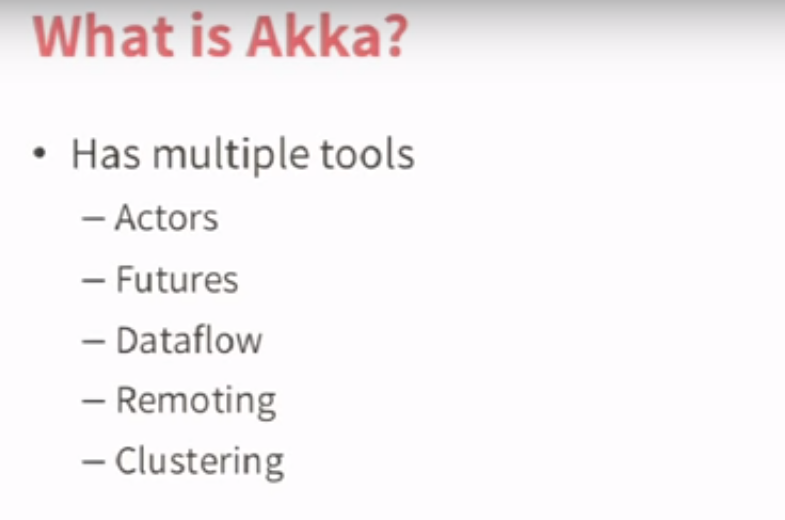 What is Akka?
• Has multiple tools
– Actors
– Futures
– Dataflow
– Remoting
– Clustering